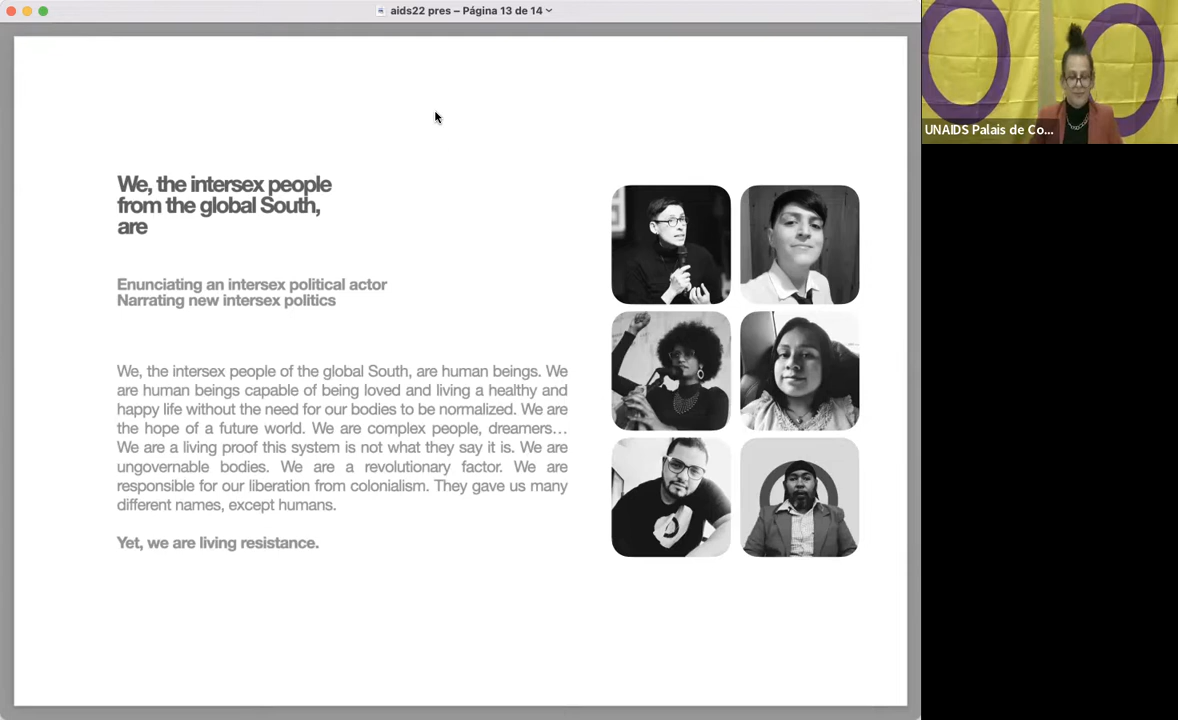 aids22 pres – Página 13 de 14
UNAIDS Palais de Co...
We, the intersex people
from the global South,
are
Enunciating an intersex political actor
Narrating new intersex politics
We, the intersex people of the global South, are human beings. We
are human beings capable of being loved and living a healthy and
happy life without the need for our bodies to be normalized. We are
the hope of a future world. We are complex people, dreamers…
We are a living proof this system is not what they say it is. We are
ungovernable bodies. We are a revolutionary factor. We are
responsible for our liberation from colonialism. They gave us many
different names, except humans.
Yet, we are living resistance.